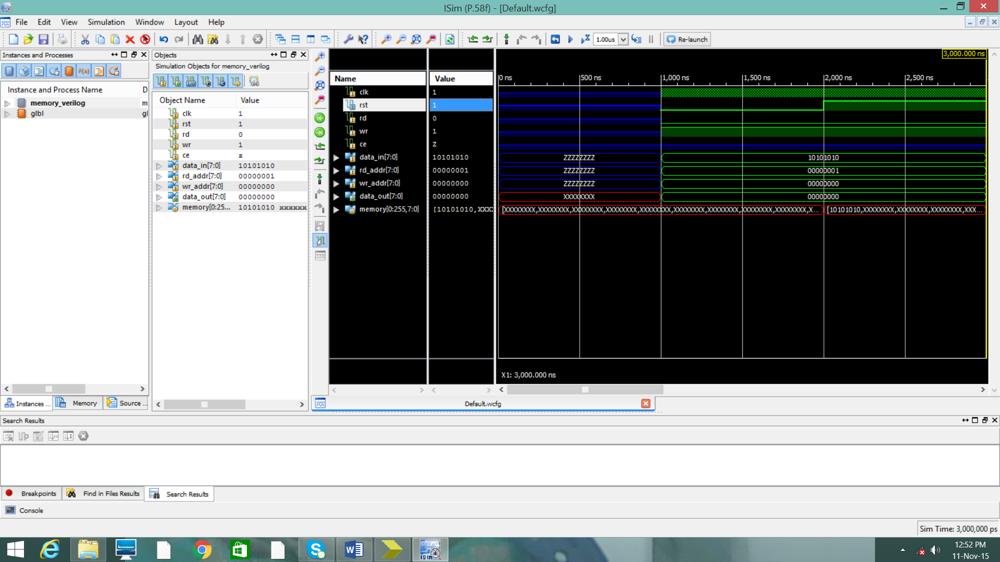 ISim (P.58f) - [Default.wcfg]
File Edit View Simulation Window Layout Help
1.00us Re-launch
Instances and Processes
Instance and Process Name D
memory_verilog m
glbl gl
Instances ... Memory Source ...
Objects
Simulation Objects for memory_verilog
Object Name Value
clk 1
rst 1
rd 0
wr 1
ce z
data_in[7:0] 10101010
rd_addr[7:0] 00000001
wr_addr[7:0] 00000000
data_out[7:0] 00000000
memory[0:25... 10101010 xxxxxx
Name Value
clk 1
rst 1
rd 0
wr 1
ce z
data_in[7:0] 10101010
rd_addr[7:0] 00000001
wr_addr[7:0] 00000000
data_out[7:0] 00000000
memory[0:255,7:0] [10101010,XXX
3,000.000 ns
0 ns 500 ns 1,000 ns 1,500 ns 2,000 ns 2,500 ns
ZZZZZZZZ 10101010
ZZZZZZZZ 00000001
ZZZZZZZZ 00000000
XXXXXXXX 00000000
[XXXXXXXX,XXXXXXXX,XXXXXXXX,XXXXXXXX,XXXXXXXX,XXXXXXXX,XXXXXXXX,XXXXXXXX,XXXXXXXX,X... [10101010,XXXXXXXX,XXXXXXXX,XXXXXXXX,XXX...
X1: 3,000.000 ns
Default.wcfg
Search Results
Breakpoints Find in Files Results Search Results
Console
Sim Time: 3,000,000 ps
lenovo
ISim
12:52 PM
11-Nov-15